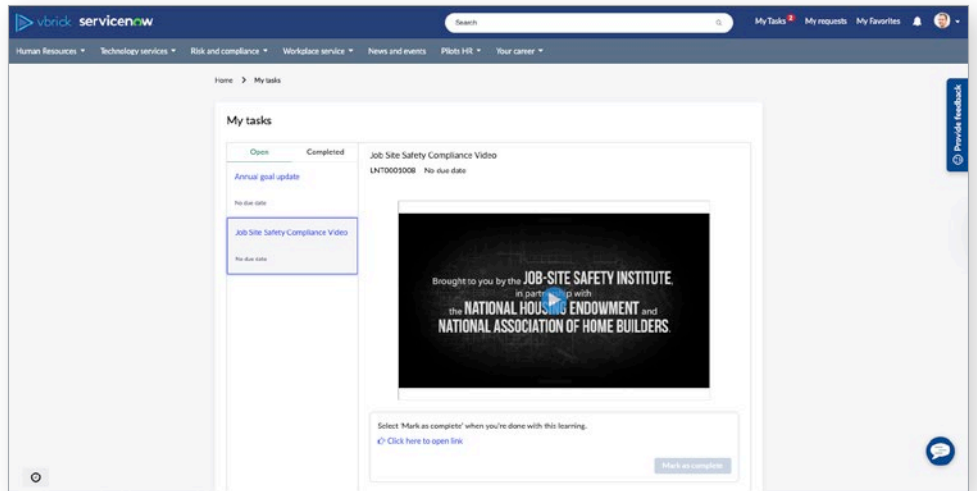 vbrick servicenow
Search
My Tasks 2 My requests My Favorites
Human Resources Technology services Risk and compliance Workplace service News and events Pilots HR Your career
Home > My tasks
Provide feedback
My tasks
Open Completed
Annual goal update
No due date
Job Site Safety Compliance Video
No due date
Job Site Safety Compliance Video
LNT0001008 No due date
Brought to you by the JOB-SITE SAFETY INSTITUTE,
in partnership with
the NATIONAL HOUSING ENDOWMENT and
NATIONAL ASSOCIATION OF HOME BUILDERS.
Select 'Mark as complete' when you're done with this learning.
Click here to open link
Mark as complete